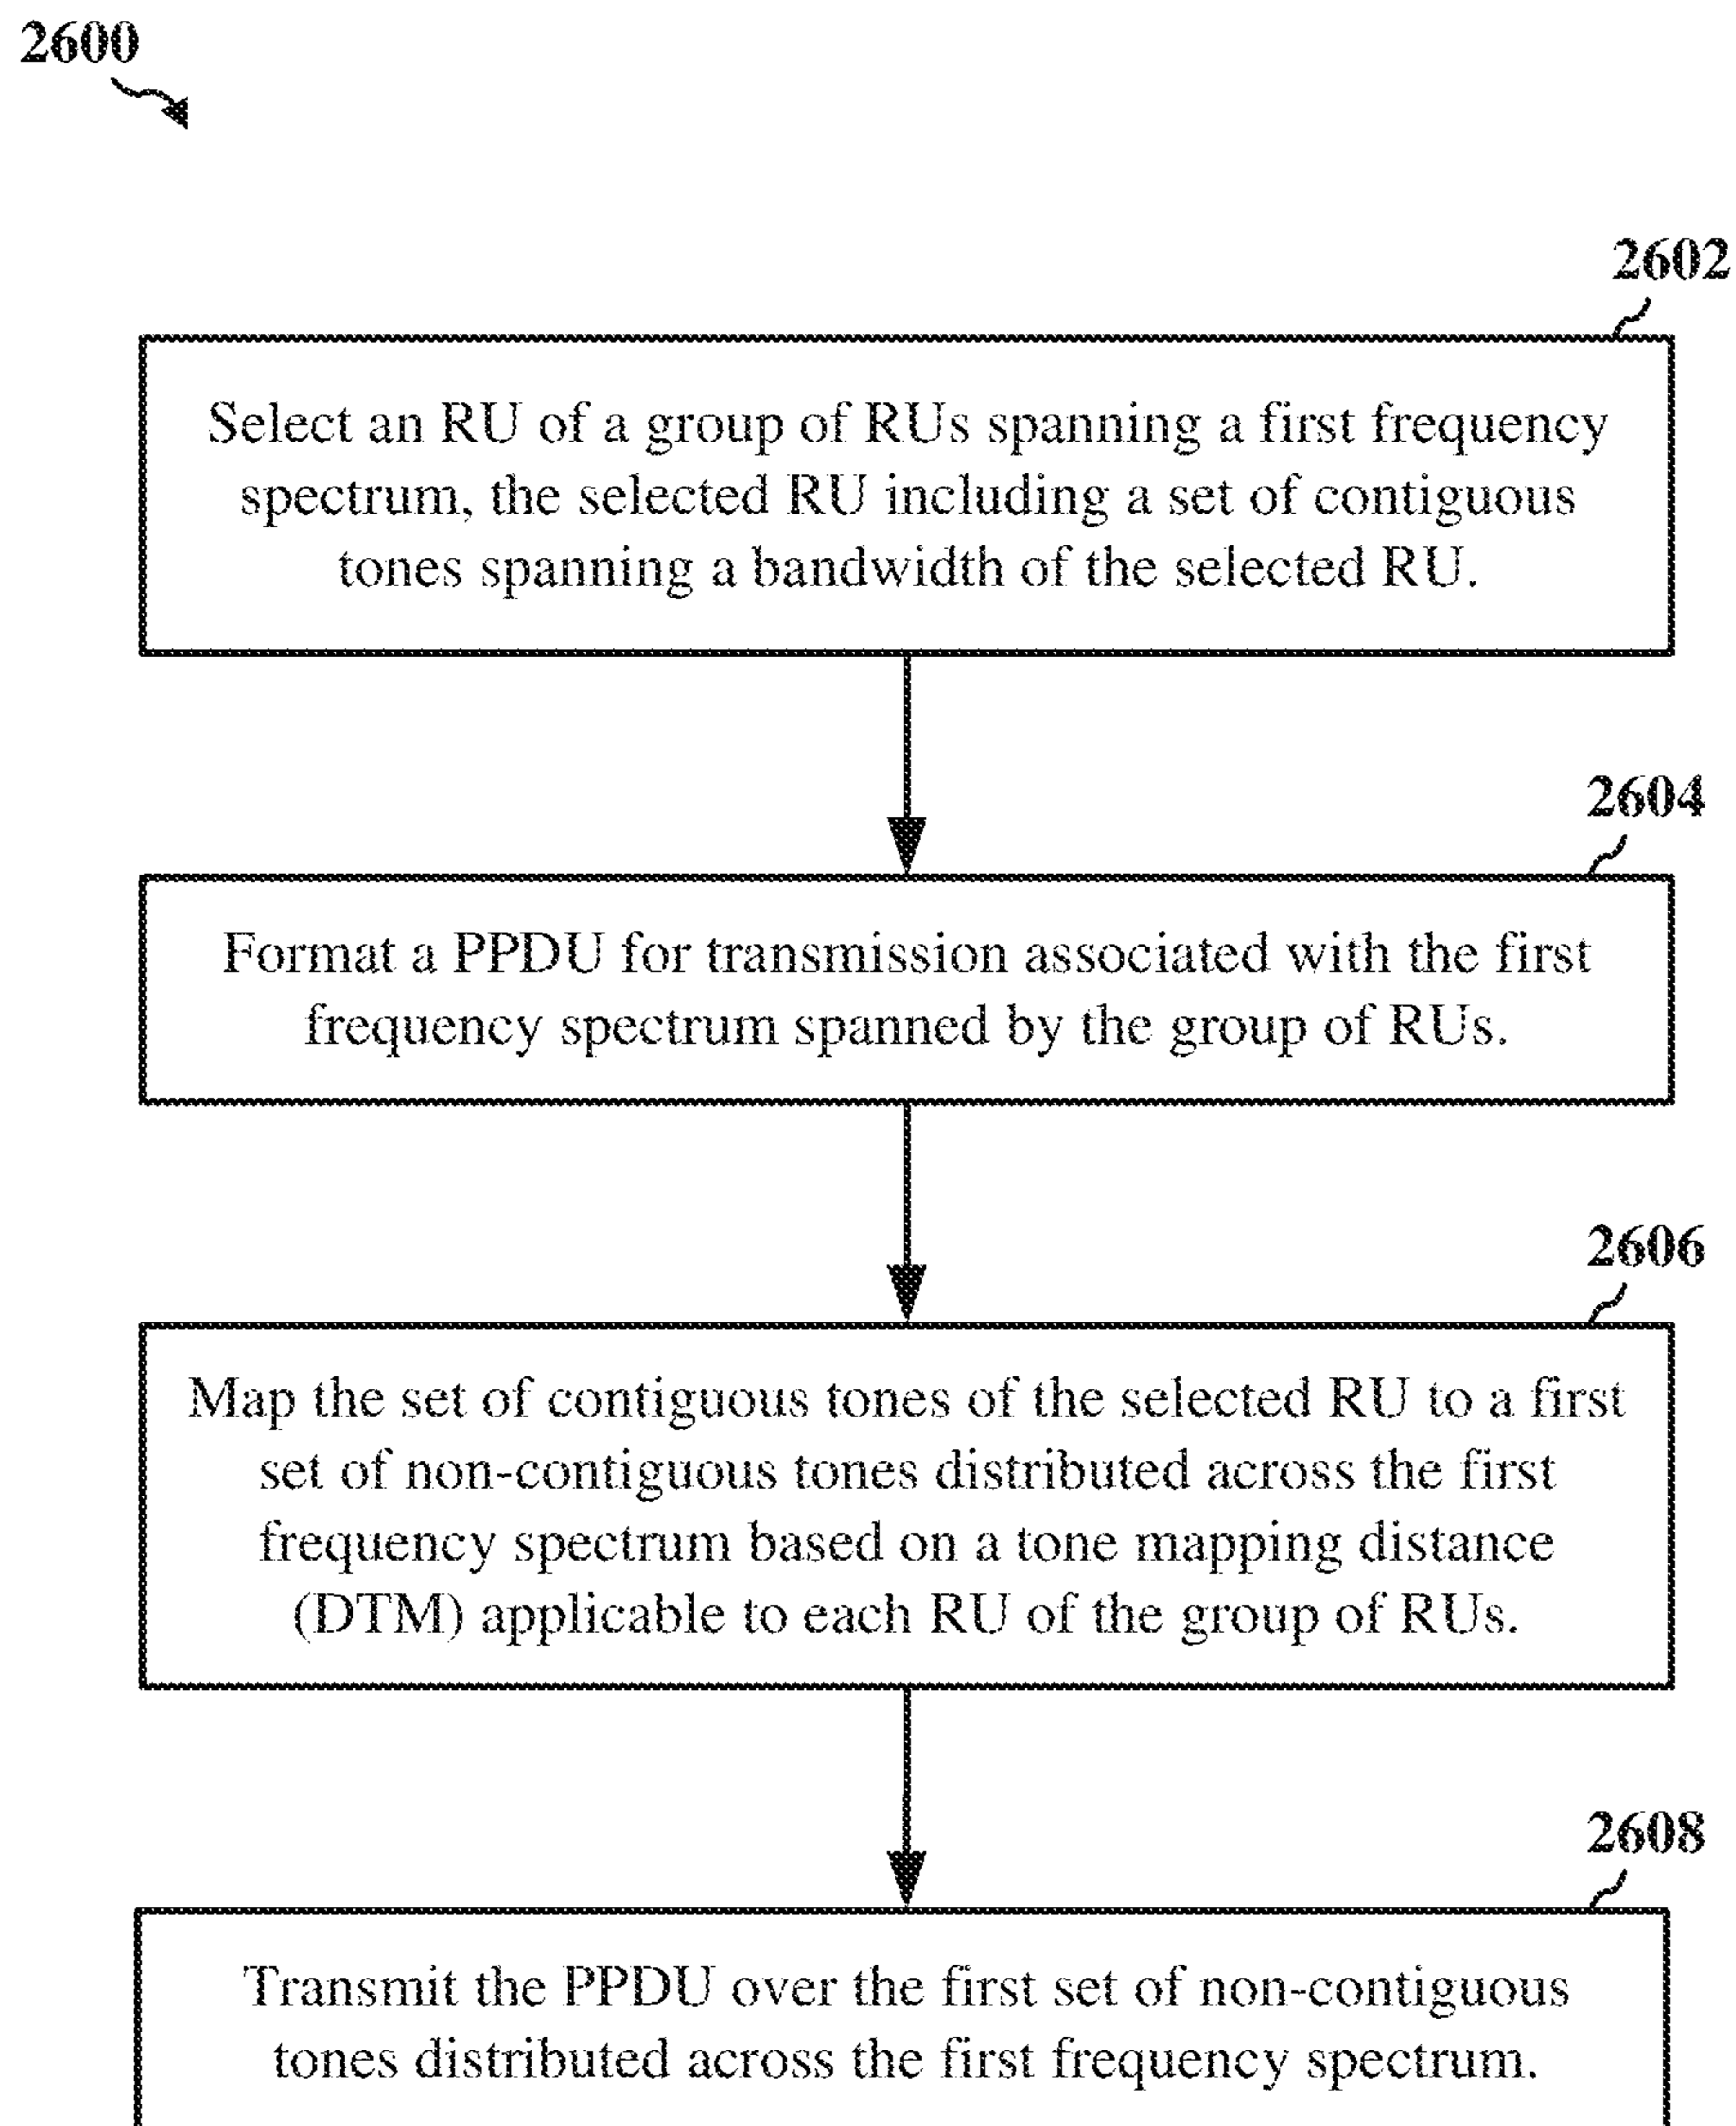 2600
2602
Select an RU of a group of RUs spanning a first frequency
spectrum, the selected RU including a set of contiguous
tones spanning a bandwidth of the selected RU.
2604
Format a PPDU for transmission associated with the first
frequency spectrum spanned by the group of RUs.
2606
Map the set of contiguous tones of the selected RU to a first
set of non-contiguous tones distributed across the first
frequency spectrum based on a tone mapping distance
(DTM) applicable to each RU of the group of RUs.
2608
Transmit the PPDU over the first set of non-contiguous
tones distributed across the first frequency spectrum.